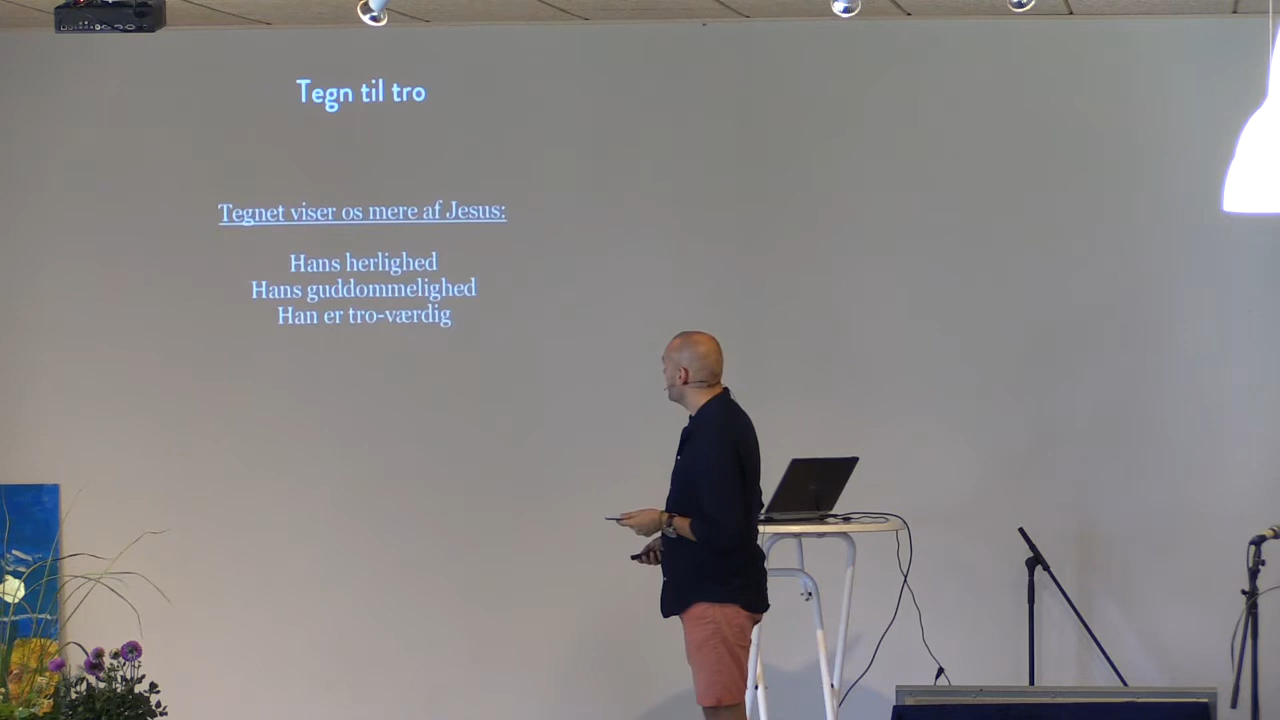 Tegn til tro
Tegnet viser os mere af Jesus:
Hans herlighed
Hans guddommelighed
Han er tro-værdig